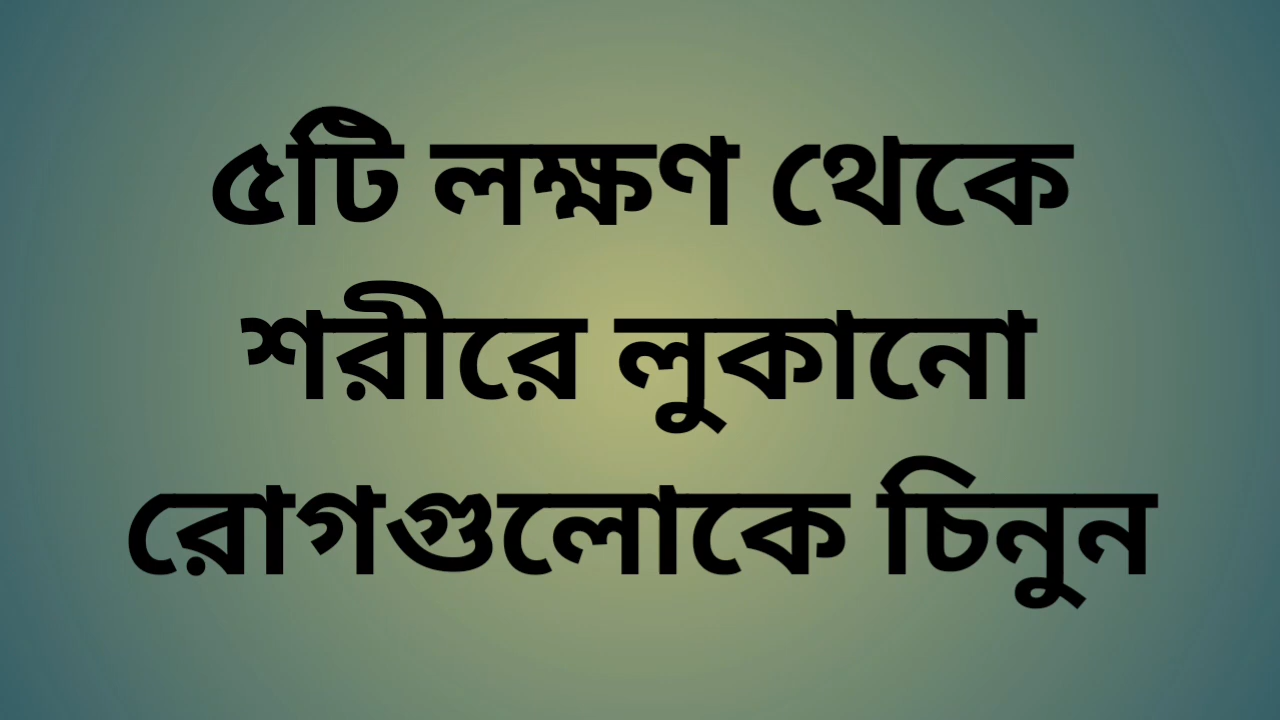 ৫টি লক্ষণ থেকে
শরীরে লুকানো
রোগগুলোকে চিনুন